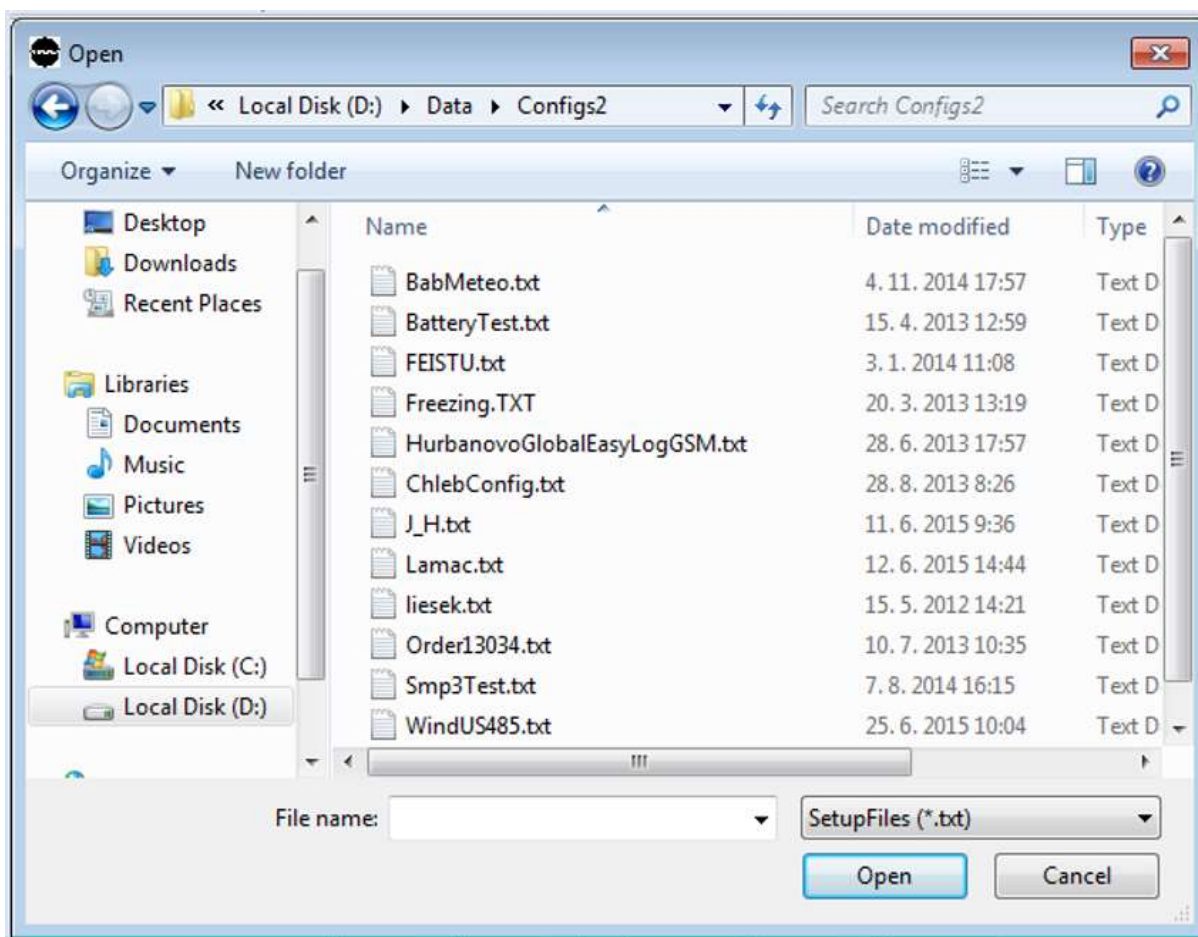 Open
« Local Disk (D:) Data Configs2 Search Configs2
Organize New folder
Desktop
Downloads
Recent Places
Libraries
Documents
Music
Pictures
Videos
Computer
Local Disk (C:)
Local Disk (D:)
Name Date modified Type
BabMeteo.txt 4. 11. 2014 17:57 Text D
BatteryTest.txt 15. 4. 2013 12:59 Text D
FEISTU.txt 3. 1. 2014 11:08 Text D
Freezing.TXT 20. 3. 2013 13:19 Text D
HurbanovoGlobalEasyLogGSM.txt 28. 6. 2013 17:57 Text D
ChlebConfig.txt 28. 8. 2013 8:26 Text D
J_H.txt 11. 6. 2015 9:36 Text D
Lamac.txt 12. 6. 2015 14:44 Text D
liesek.txt 15. 5. 2012 14:21 Text D
Order13034.txt 10. 7. 2013 10:35 Text D
Smp3Test.txt 7. 8. 2014 16:15 Text D
WindUS485.txt 25. 6. 2015 10:04 Text D
File name: SetupFiles (*.txt)
Open Cancel